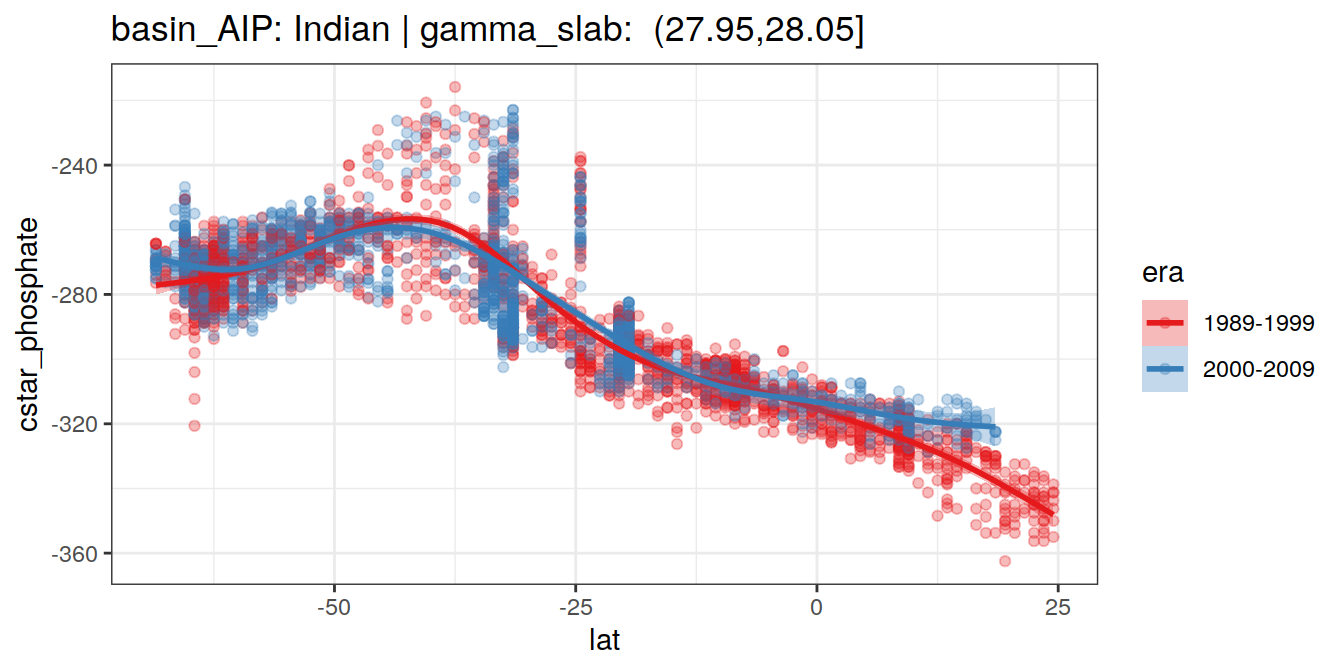 basin_AIP: Indian | gamma_slab:  (27.95,28.05]
cstar_phosphate
-240
-280
-320
-360
-50
-25
0
25
lat
era
1989-1999
2000-2009